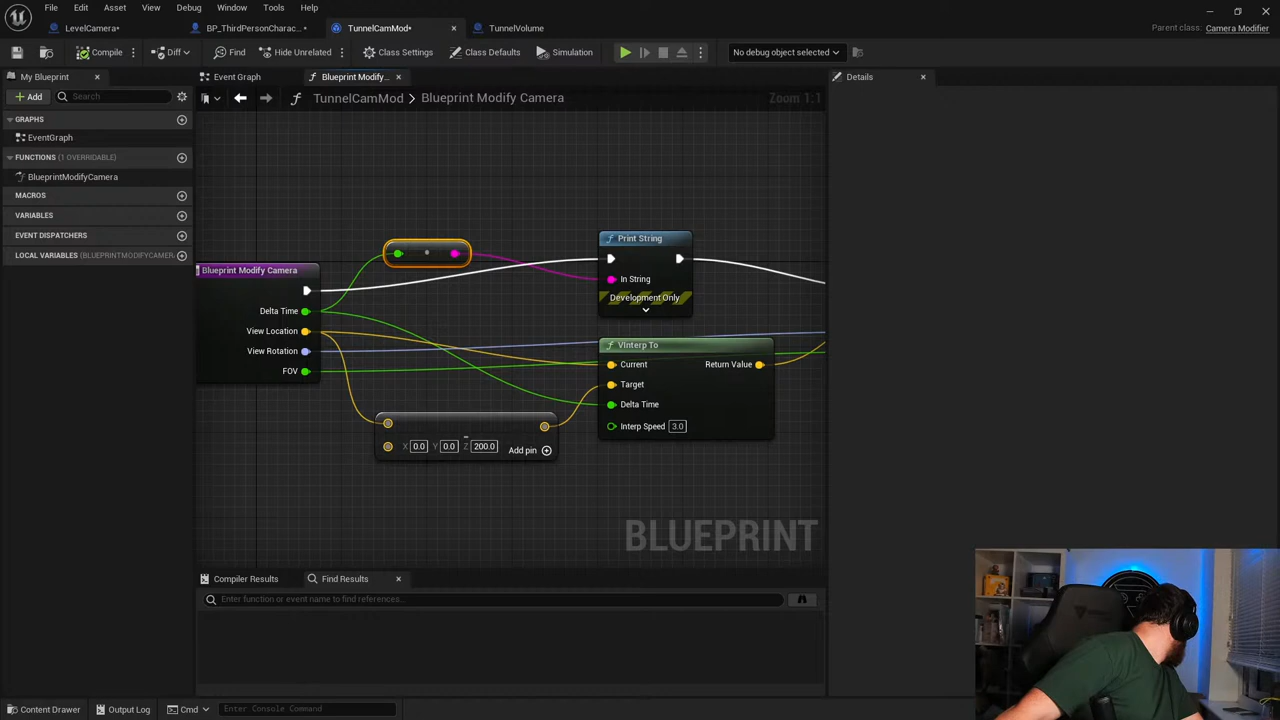 File Edit Asset View Debug Window Tools Help
LevelCamera•
BP_ThirdPersonCharac...•
TunnelCamMod•
TunnelVolume
Parent class: Camera Modifier
Compile
Diff
Find
Hide Unrelated
Class Settings
Class Defaults
Simulation
No debug object selected
My Blueprint
Event Graph
Blueprint Modify...
Details
+ Add
Search
TunnelCamMod > Blueprint Modify Camera
Zoom 1:1
GRAPHS
EventGraph
FUNCTIONS (1 OVERRIDABLE)
BlueprintModifyCamera
MACROS
VARIABLES
EVENT DISPATCHERS
LOCAL VARIABLES (BLUEPRINTMODIFYCAMER
Blueprint Modify Camera
Delta Time
View Location
View Rotation
FOV
Print String
In String
Development Only
VInterp To
Current
Return Value
Target
Delta Time
Interp Speed 3.0
X 0.0 Y 0.0 Z 200.0
Add pin
BLUEPRINT
Compiler Results
Find Results
Enter function or event name to find references...
Content Drawer
Output Log
Cmd
Enter Console Command